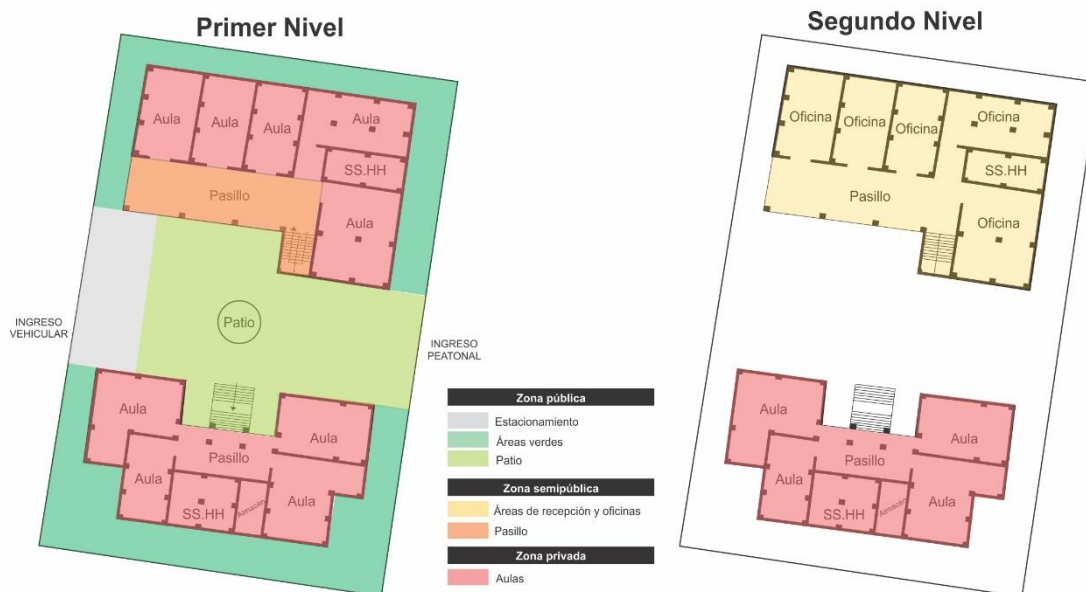 Primer Nivel
Aula
Aula
Aula
Aula
SS.HH
Pasillo
Aula
INGRESO
VEHICULAR
Patio
INGRESO
PEATONAL
Aula
Aula
Pasillo
Aula
SS.HH
Almacén
Aula
Segundo Nivel
Oficina
Oficina
Oficina
Oficina
SS.HH
Pasillo
Oficina
Aula
Aula
Pasillo
Aula
SS.HH
Almacén
Aula
Zona pública
Estacionamiento
Áreas verdes
Patio
Zona semipública
Áreas de recepción y oficinas
Pasillo
Zona privada
Aulas